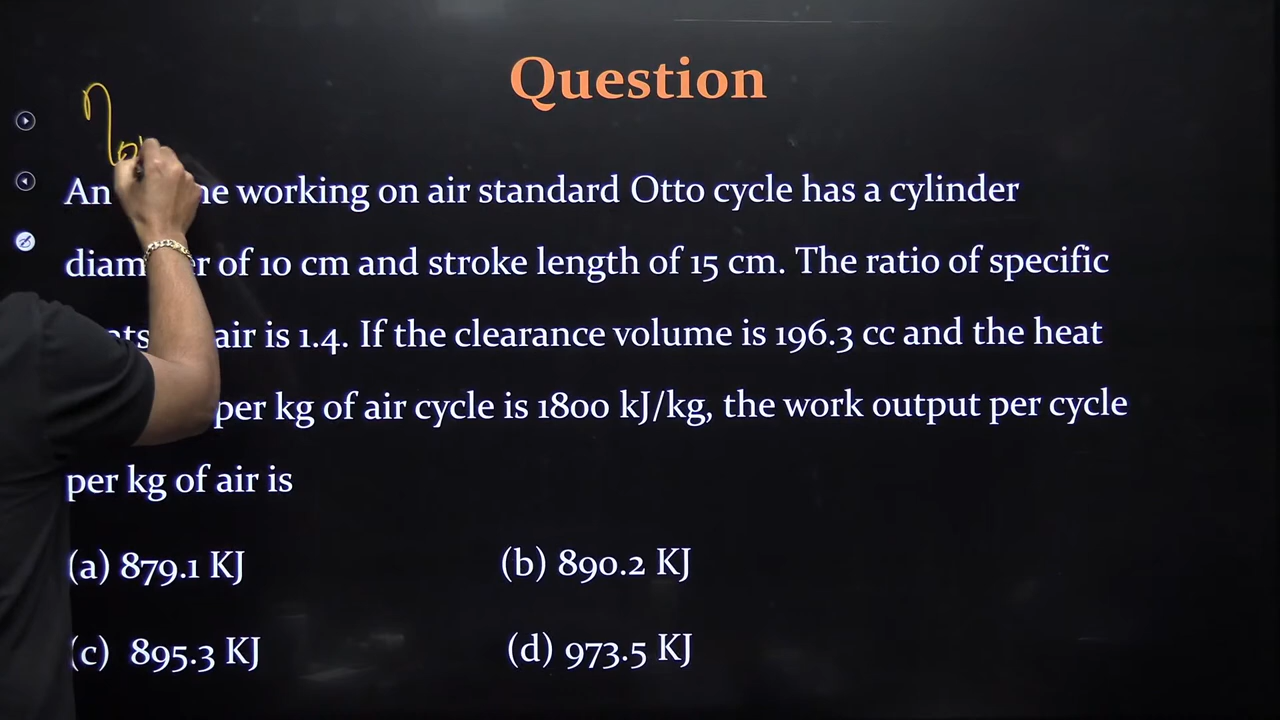 Question
η
An working on air standard Otto cycle has a cylinder
of 10 cm and stroke length of 15 cm. The ratio of specific
air is 1.4. If the clearance volume is 196.3 cc and the heat
per kg of air cycle is 1800 kJ/kg, the work output per cycle
per kg of air is
(a) 879.1 KJ (b) 890.2 KJ
(c) 895.3 KJ (d) 973.5 KJ